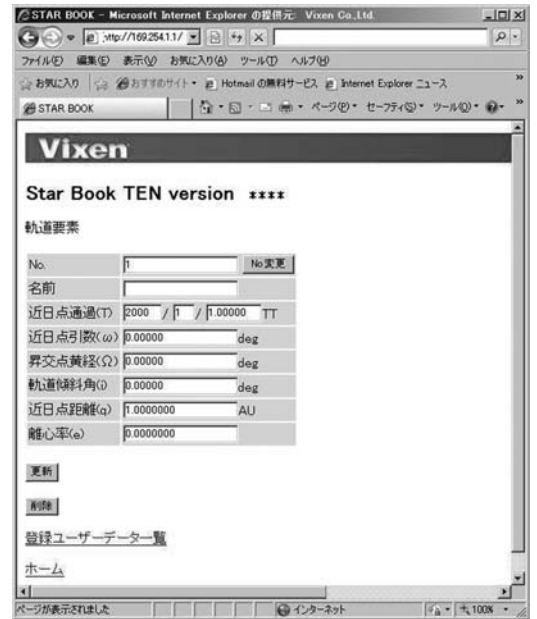 STAR BOOK - Microsoft Internet Explorer の提供元: Vixen Co.,Ltd.
http://169.254.1.1/
ファイル(F) 編集(E) 表示(V) お気に入り(A) ツール(T) ヘルプ(H)
お気に入り おすすめサイト Hotmail の無料サービス Internet Explorer ニュース
STAR BOOK ページ(P) セーフティ(S) ツール(O)
Vixen
Star Book TEN version ****
軌道要素
No. 1 No変更
名前
近日点通過(T) 2000 / 1 / 1.00000 TT
近日点引数(ω) 0.00000 deg
昇交点黄経(Ω) 0.00000 deg
軌道傾斜角(i) 0.00000 deg
近日点距離(q) 1.0000000 AU
離心率(e) 0.0000000
更新
削除
登録ユーザーデータ一覧
ホーム
ページが表示されました インターネット 100%